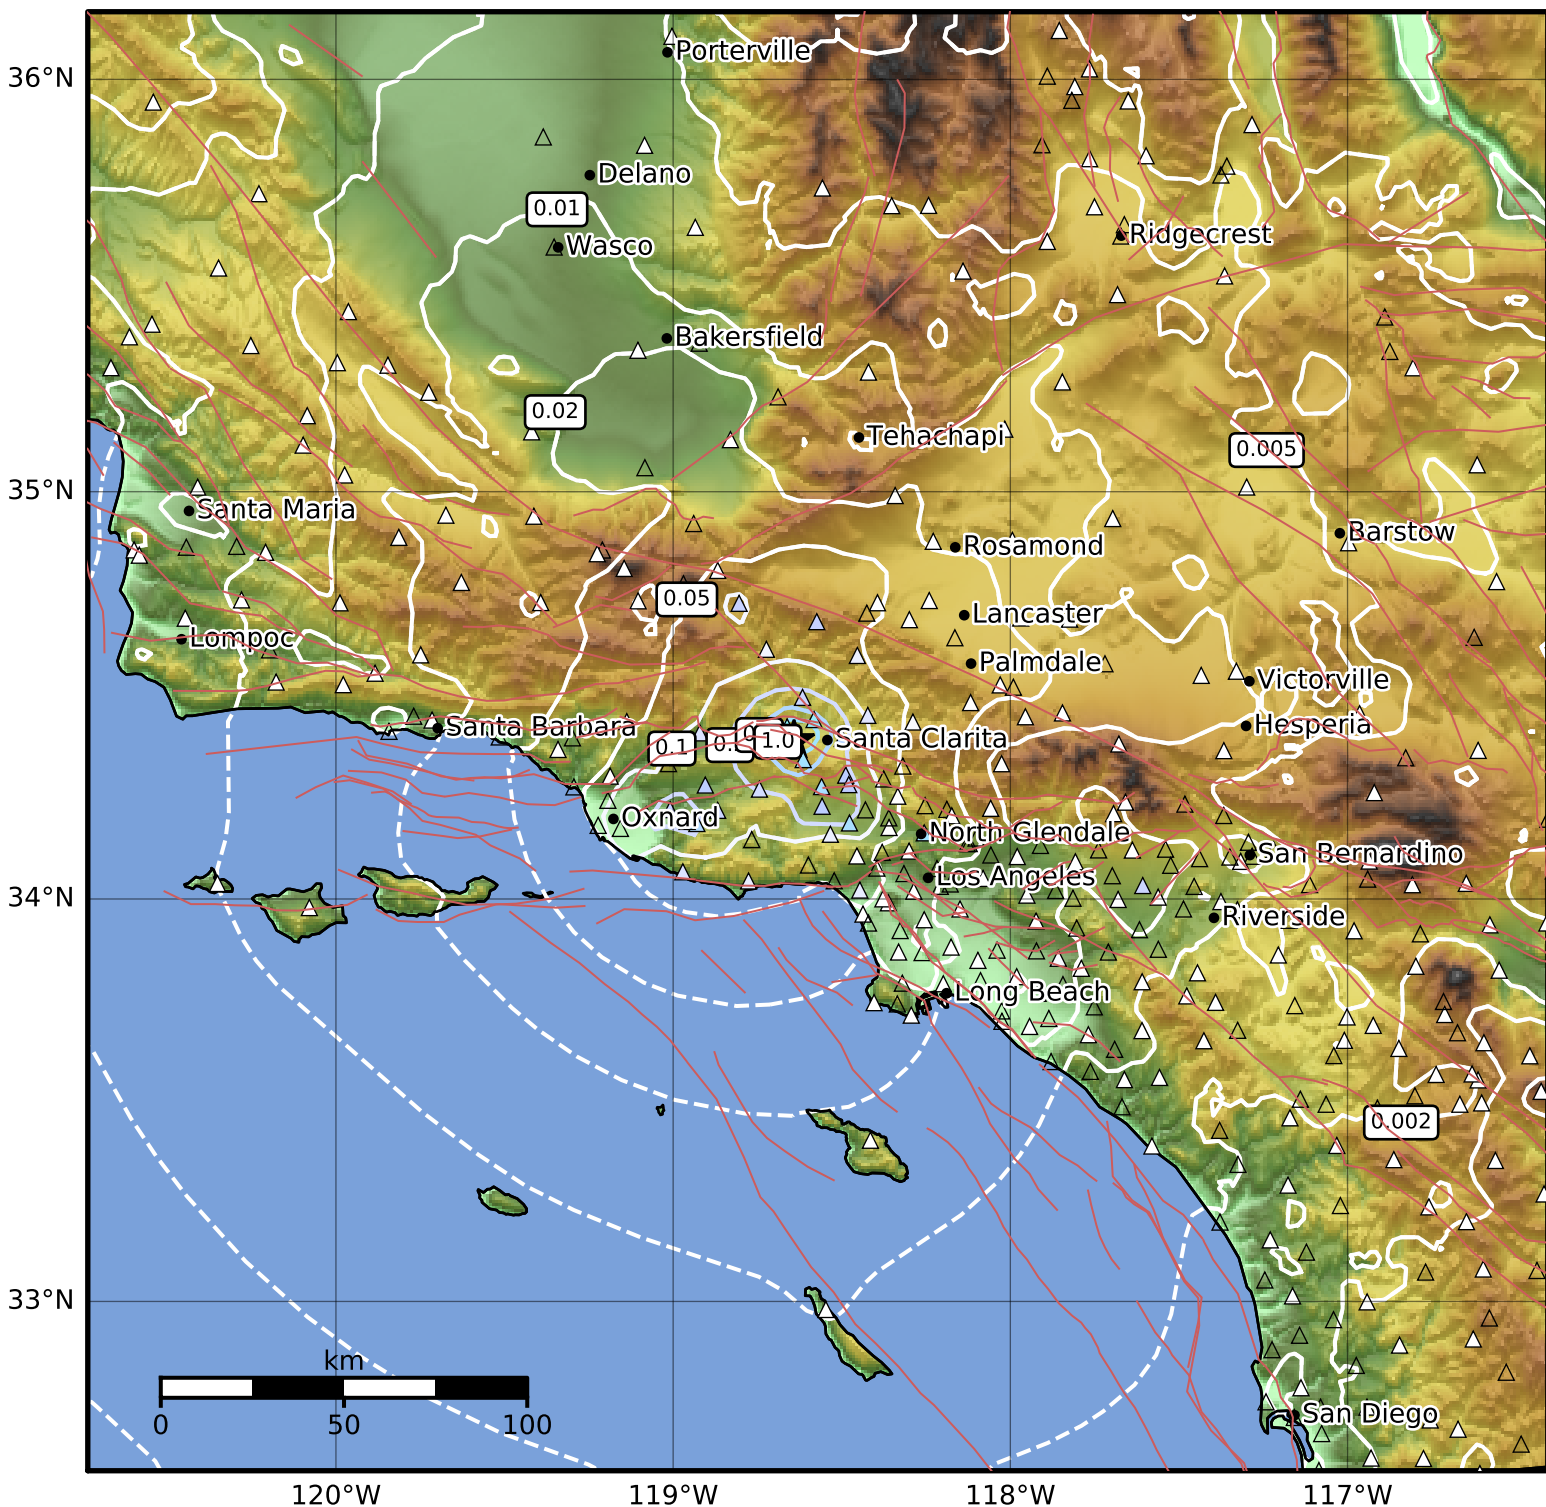 Porterville
36°N
Delano
0.01
Wasco
Ridgecrest
Bakersfield
0.02
Tehachapi
0.005
35°N
Santa Maria
Barstow
Rosamond
0.05
Lancaster
Lompoc
Palmdale
Victorville
Santa Barbara
Hesperia
0.1
1.0
Santa Clarita
Oxnard
North Glendale
San Bernardino
Los Angeles
34°N
Riverside
Long Beach
0.002
33°N
km
0 50 100
San Diego
120°W 119°W 118°W 117°W